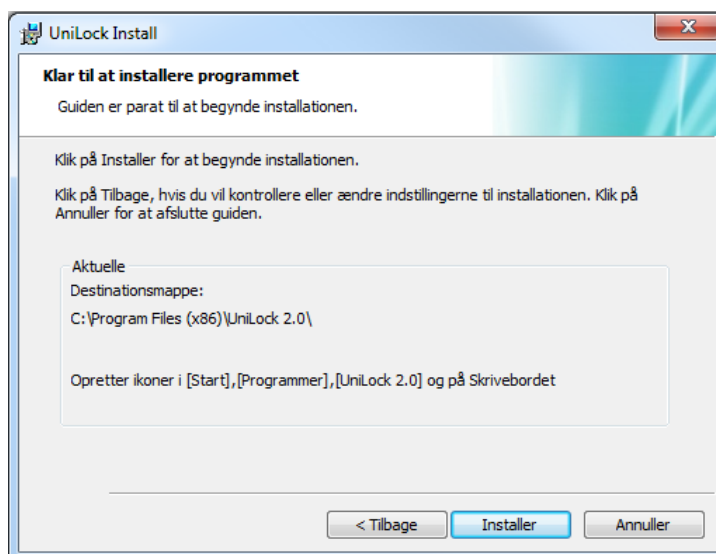 UniLock Install
Klar til at installere programmet
Guiden er parat til at begynde installationen.
Klik på Installer for at begynde installationen.
Klik på Tilbage, hvis du vil kontrollere eller ændre indstillingerne til installationen. Klik på
Annuller for at afslutte guiden.
Aktuelle
Destinationsmappe:
C:\Program Files (x86)\UniLock 2.0\
Opretter ikoner i [Start],[Programmer],[UniLock 2.0] og på Skrivebordet
< Tilbage
Installer
Annuller